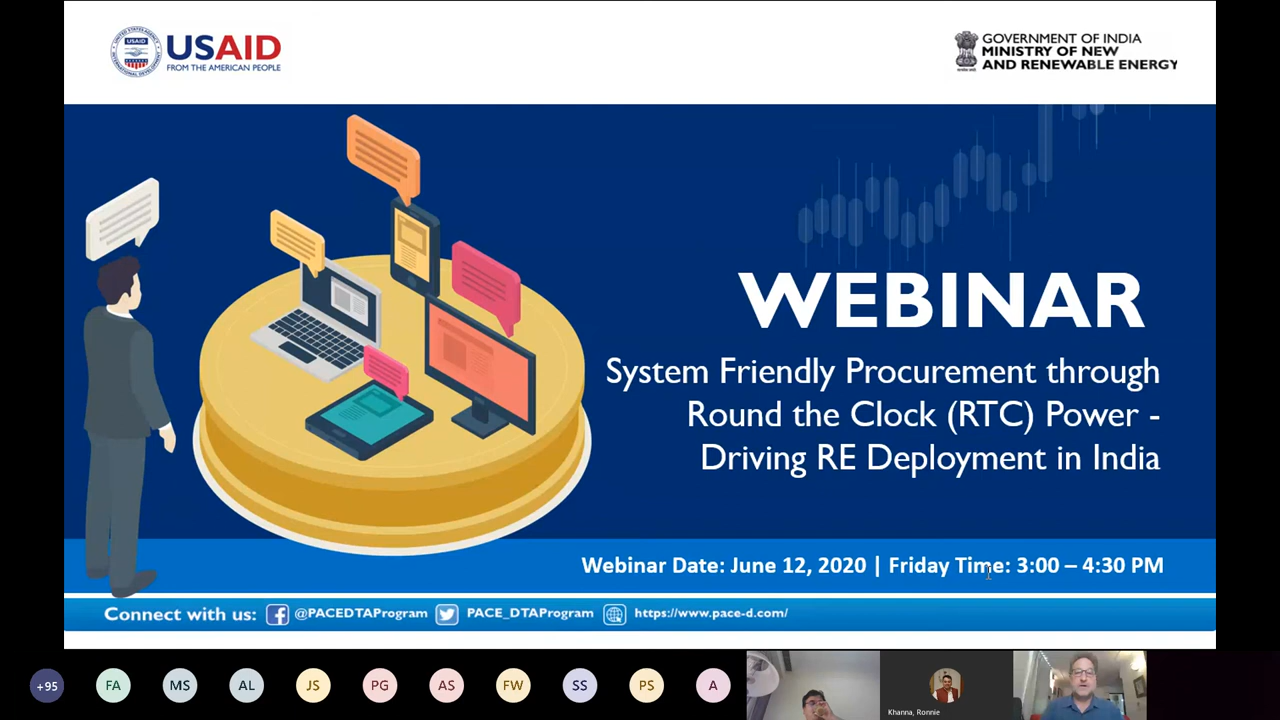 USAID
FROM THE AMERICAN PEOPLE
GOVERNMENT OF INDIA
MINISTRY OF NEW
AND RENEWABLE ENERGY
WEBINAR
System Friendly Procurement through
Round the Clock (RTC) Power -
Driving RE Deployment in India
Webinar Date: June 12, 2020 | Friday Time: 3:00 – 4:30 PM
Connect with us: @PACEDTAProgram PACE_DTAProgram https://www.pace-d.com/
+95 FA MS AL JS PG AS FW SS PS A
Khanna, Ronnie